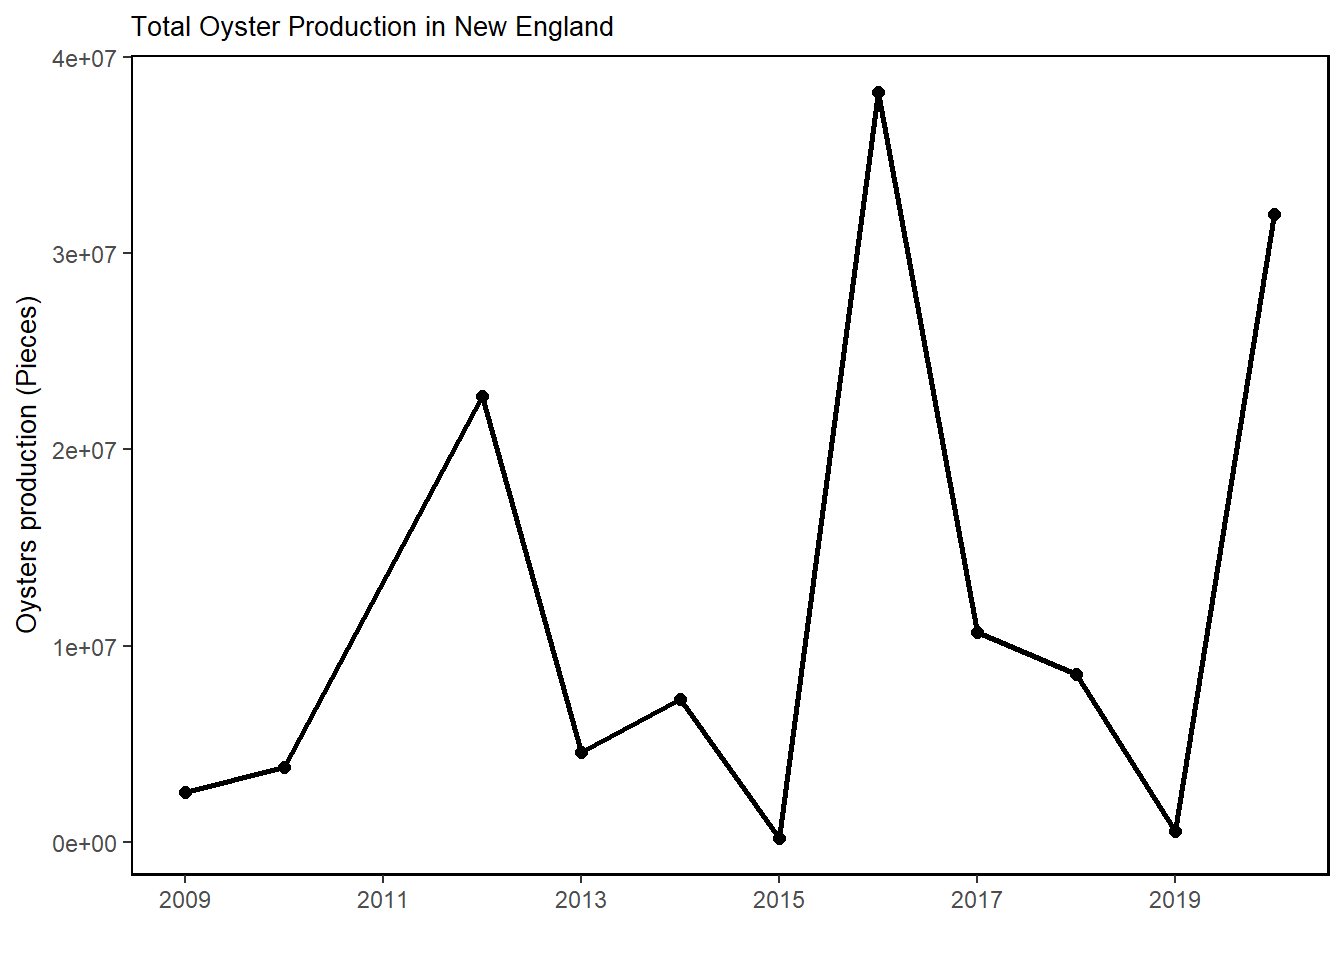 Total Oyster Production in New England
4e+07
3e+07
2e+07
1e+07
0e+00
Oysters production (Pieces)
2009 2011 2013 2015 2017 2019